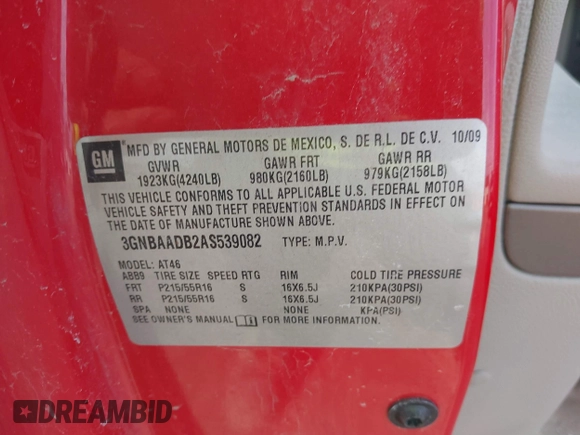 GM
MFD BY GENERAL MOTORS DE MEXICO, S. DE R.L. DE C.V. 10/09
GVWR GAWR FRT GAWR RR
1923KG(4240LB) 980KG(2160LB) 979KG(2158LB)
THIS VEHICLE CONFORMS TO ALL APPLICABLE U.S. FEDERAL MOTOR
VEHICLE SAFETY AND THEFT PREVENTION STANDARDS IN EFFECT ON
THE DATE OF MANUFACTURE SHOWN ABOVE.
3GNBAADB2AS539082 TYPE: M.P.V.
MODEL: AT46
ABB9 TIRE SIZE SPEED RTG RIM COLD TIRE PRESSURE
FRT P215/55R16 S 16X6.5J 210KPA(30PSI)
RR P215/55R16 S 16X6.5J 210KPA(30PSI)
SPA NONE NONE KPA(PSI)
SEE OWNER'S MANUAL FOR MORE INFORMATION.
DREAMBID